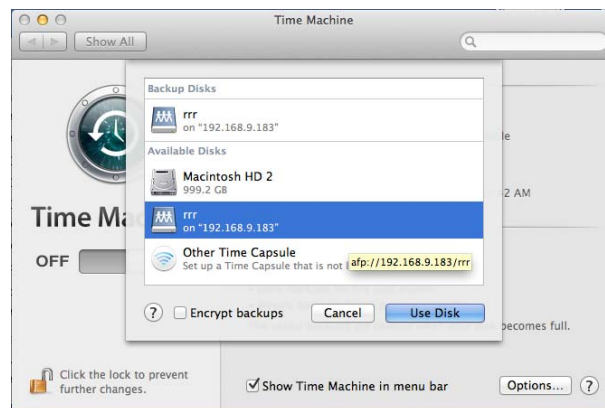 Time Machine
Show All
Backup Disks
rrr
on "192.168.9.183"
Available Disks
Macintosh HD 2
999.2 GB
2 AM
rrr
on "192.168.9.183"
Time Ma
Other Time Capsule
OFF
Set up a Time Capsule that is not
afp://192.168.9.183/rrr
? Encrypt backups Cancel Use Disk
becomes full.
Click the lock to prevent
further changes.
Show Time Machine in menu bar Options... ?